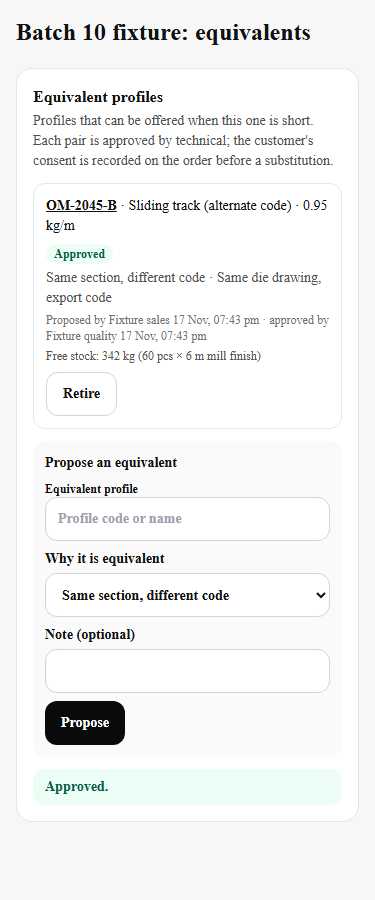 Batch 10 fixture: equivalents
Equivalent profiles
Profiles that can be offered when this one is short.
Each pair is approved by technical; the customer's
consent is recorded on the order before a substitution.
OM-2045-B · Sliding track (alternate code) · 0.95
kg/m
Approved
Same section, different code · Same die drawing,
export code
Proposed by Fixture sales 17 Nov, 07:43 pm · approved by
Fixture quality 17 Nov, 07:43 pm
Free stock: 342 kg (60 pcs × 6 m mill finish)
Retire
Propose an equivalent
Equivalent profile
Profile code or name
Why it is equivalent
Same section, different code
Note (optional)
Propose
Approved.